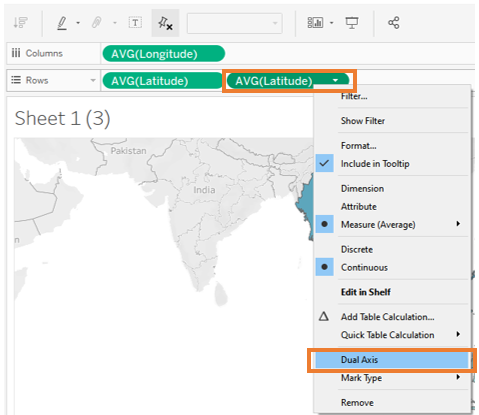 Columns
AVG(Longitude)
Rows
AVG(Latitude)
AVG(Latitude)
Sheet 1 (3)
Pakistan
India
Filter...
Show Filter
Format...
Include in Tooltip
Dimension
Attribute
Measure (Average)
Discrete
Continuous
Edit in Shelf
Add Table Calculation...
Quick Table Calculation
Dual Axis
Mark Type
Remove